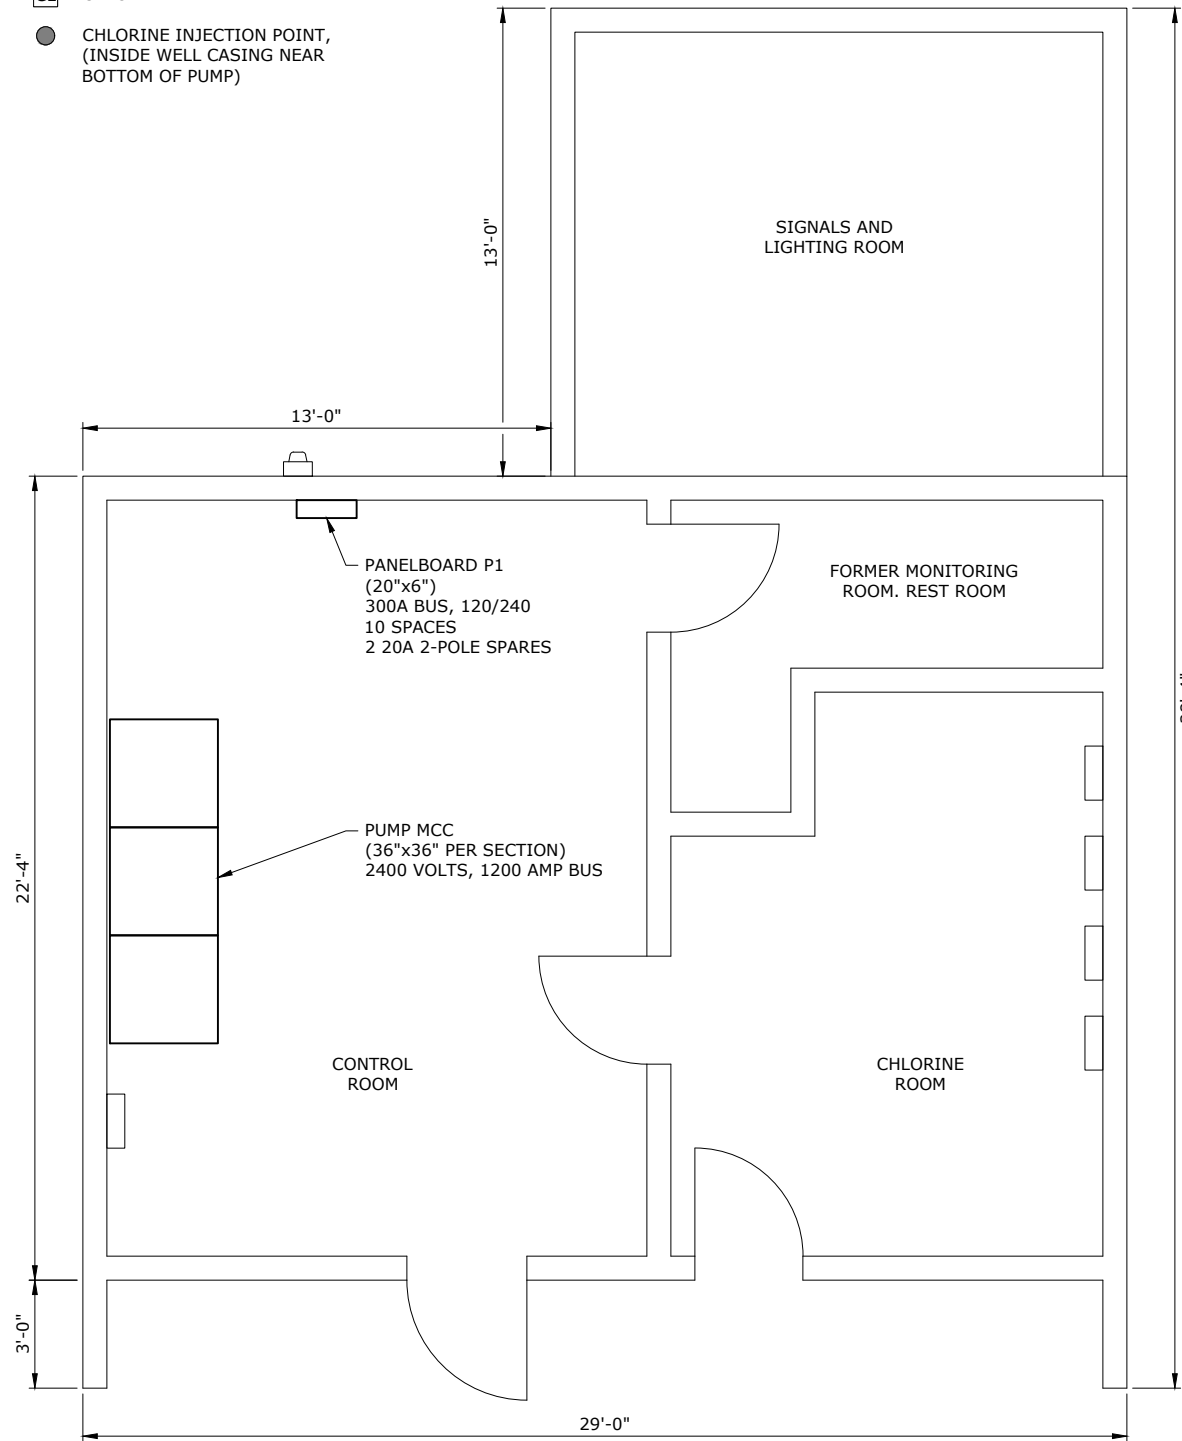 CHLORINE INJECTION POINT,
(INSIDE WELL CASING NEAR
BOTTOM OF PUMP)
13'-0"
SIGNALS AND
LIGHTING ROOM
13'-0"
PANELBOARD P1
(20"x6")
300A BUS, 120/240
10 SPACES
2 20A 2-POLE SPARES
FORMER MONITORING
ROOM. REST ROOM
22'-4"
PUMP MCC
(36"x36" PER SECTION)
2400 VOLTS, 1200 AMP BUS
CONTROL
ROOM
CHLORINE
ROOM
3'-0"
29'-0"